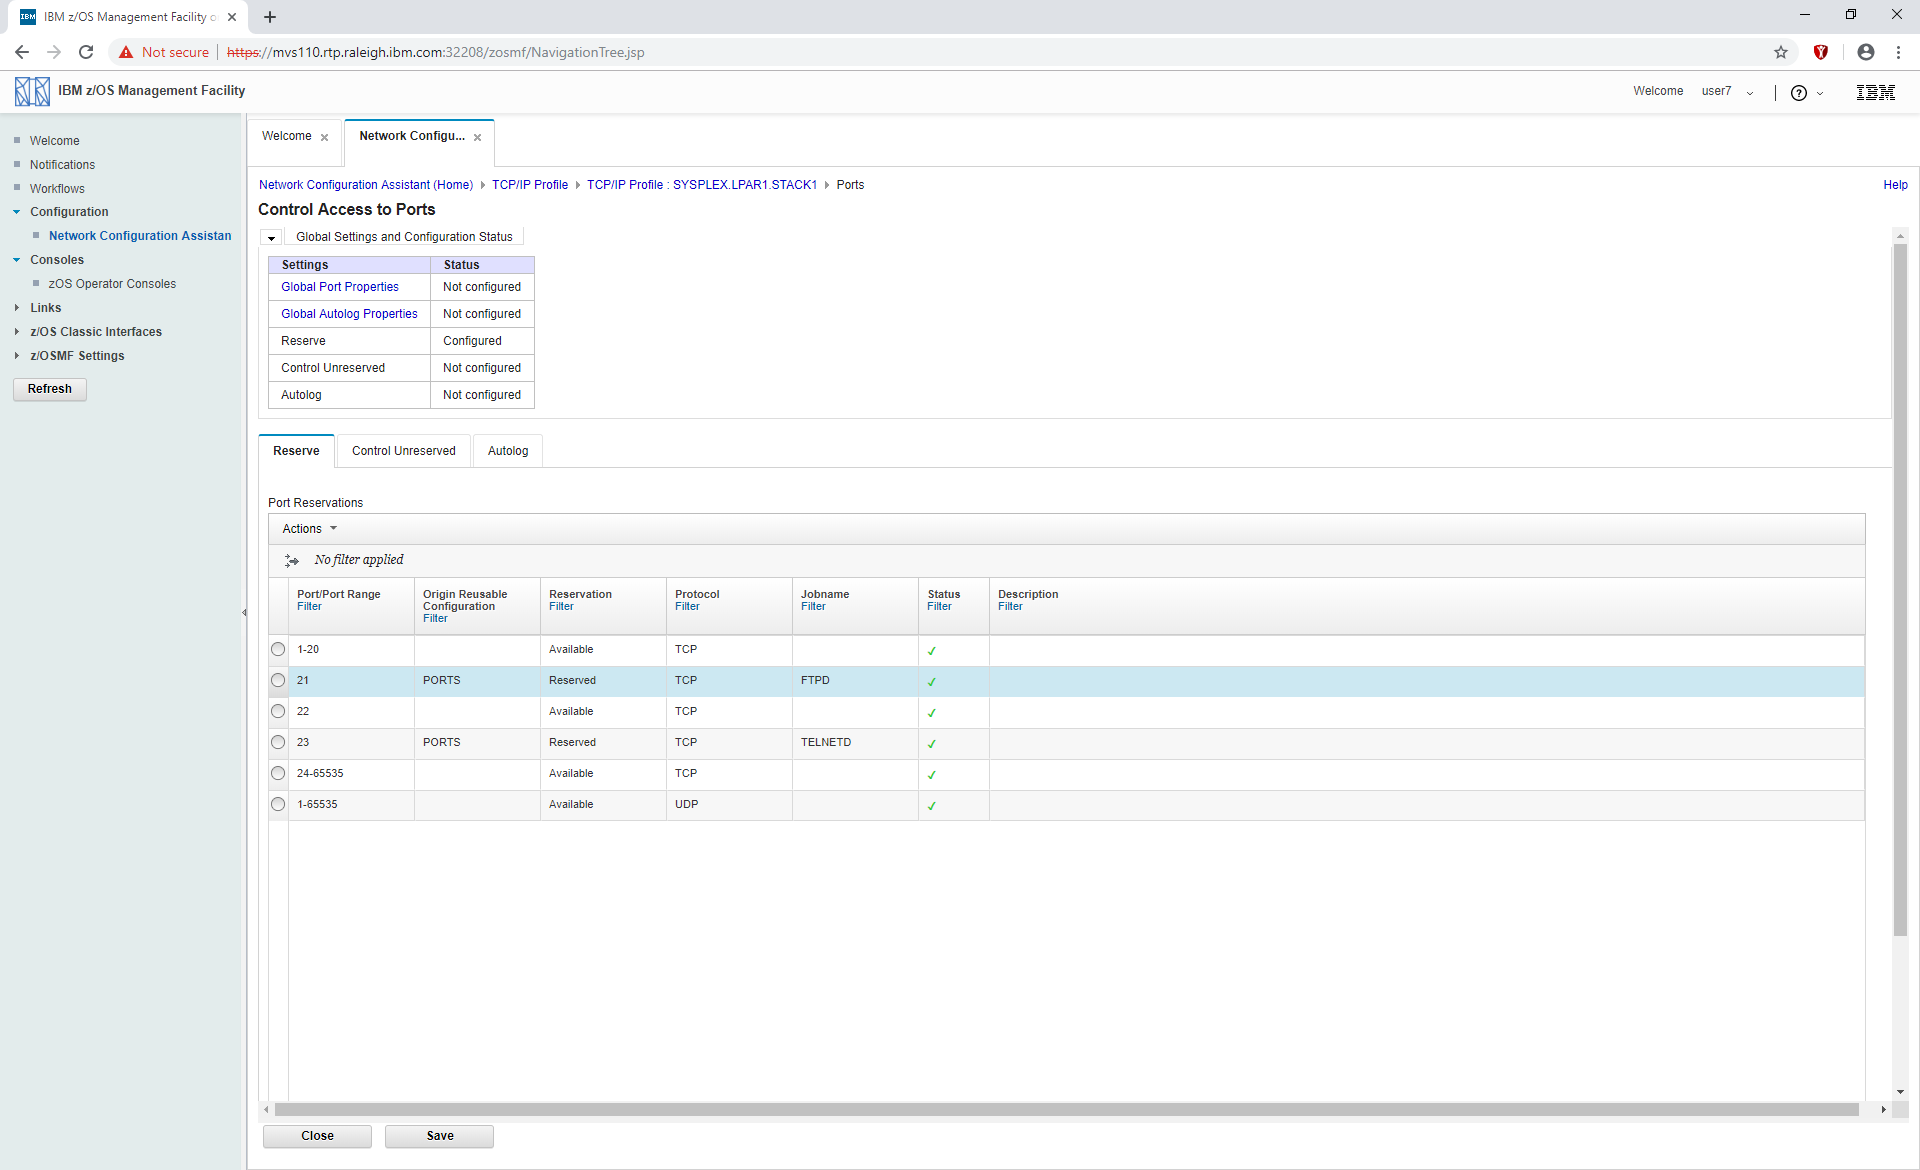 IBM IBM z/OS Management Facility o
Not secure https://mvs110.rtp.raleigh.ibm.com:32208/zosmf/NavigationTree.jsp
IBM z/OS Management Facility
Welcome user7
IBM
Welcome
Notifications
Workflows
Configuration
Network Configuration Assistan
Consoles
zOS Operator Consoles
Links
z/OS Classic Interfaces
z/OSMF Settings
Refresh
Welcome Network Configu...
Network Configuration Assistant (Home) TCP/IP Profile TCP/IP Profile : SYSPLEX.LPAR1.STACK1 Ports
Help
Control Access to Ports
Global Settings and Configuration Status
Settings Status
Global Port Properties Not configured
Global Autolog Properties Not configured
Reserve Configured
Control Unreserved Not configured
Autolog Not configured
Reserve Control Unreserved Autolog
Port Reservations
Actions
No filter applied
Port/Port Range Origin Reusable Reservation Protocol Jobname Status Description
Filter Configuration Filter Filter Filter Filter Filter
Filter
1-20 Available TCP
21 PORTS Reserved TCP FTPD
22 Available TCP
23 PORTS Reserved TCP TELNETD
24-65535 Available TCP
1-65535 Available UDP
Close Save